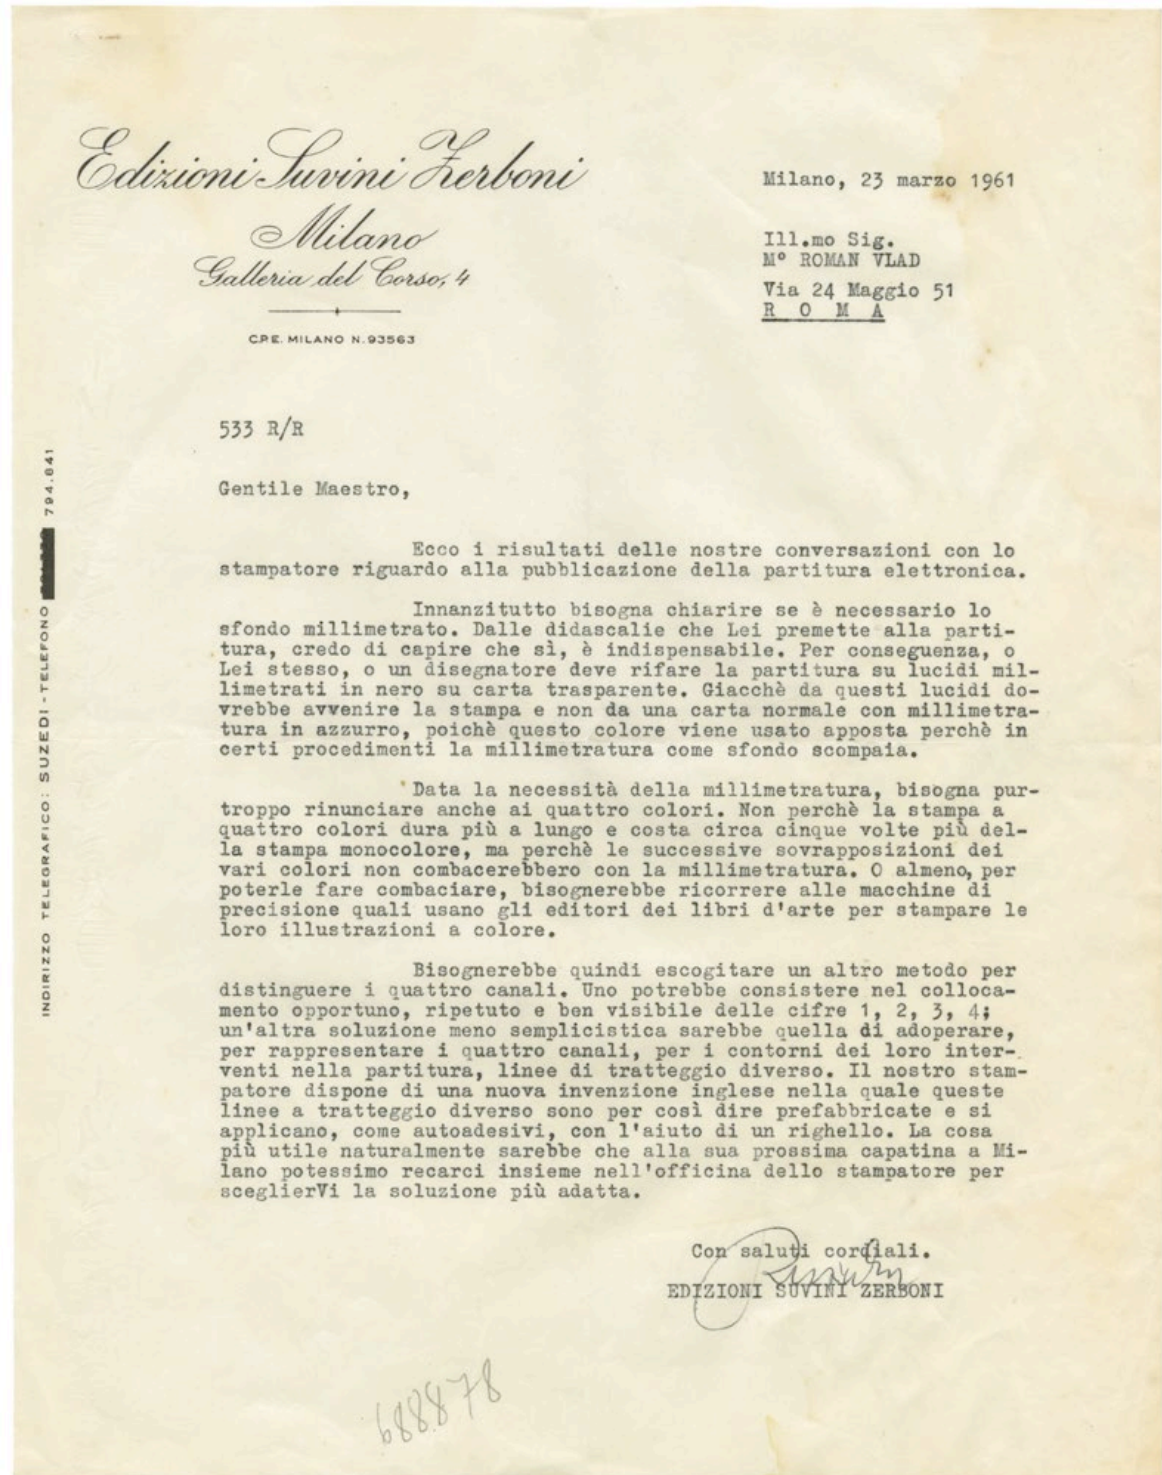 Edizioni Suvini Zerboni
Milano
Galleria del Corso, 4
C.P.E. MILANO N. 93563
Milano, 23 marzo 1961
Ill.mo Sig.
M° ROMAN VLAD
Via 24 Maggio 51
R O M A
533 R/R
INDIRIZZO TELEGRAFICO: SUZEDI - TELEFONO 794.841
Gentile Maestro,
Ecco i risultati delle nostre conversazioni con lo
stampatore riguardo alla pubblicazione della partitura elettronica.
Innanzitutto bisogna chiarire se è necessario lo
sfondo millimetrato. Dalle didascalie che Lei premette alla parti-
tura, credo di capire che sì, è indispensabile. Per conseguenza, o
Lei stesso, o un disegnatore deve rifare la partitura su lucidi mil-
limetrati in nero su carta trasparente. Giacchè da questi lucidi do-
vrebbe avvenire la stampa e non da una carta normale con millimetra-
tura in azzurro, poichè questo colore viene usato apposta perchè in
certi procedimenti la millimetratura come sfondo scompaia.
Data la necessità della millimetratura, bisogna pur-
troppo rinunciare anche ai quattro colori. Non perchè la stampa a
quattro colori dura più a lungo e costa circa cinque volte più del-
la stampa monocolore, ma perchè le successive sovrapposizioni dei
vari colori non combacerebbero con la millimetratura. O almeno, per
poterle fare combaciare, bisognerebbe ricorrere alle macchine di
precisione quali usano gli editori dei libri d'arte per stampare le
loro illustrazioni a colore.
Bisognerebbe quindi escogitare un altro metodo per
distinguere i quattro canali. Uno potrebbe consistere nel colloca-
mento opportuno, ripetuto e ben visibile delle cifre 1, 2, 3, 4;
un'altra soluzione meno semplicistica sarebbe quella di adoperare,
per rappresentare i quattro canali, per i contorni dei loro inter-
venti nella partitura, linee di tratteggio diverso. Il nostro stam-
patore dispone di una nuova invenzione inglese nella quale queste
linee a tratteggio diverso sono per così dire prefabbricate e si
applicano, come autoadesivi, con l'aiuto di un righello. La cosa
più utile naturalmente sarebbe che alla sua prossima capatina a Mi-
lano potessimo recarci insieme nell'officina dello stampatore per
sceglierVi la soluzione più adatta.
Con saluti cordiali.
EDIZIONI SUVINI ZERBONI
688878